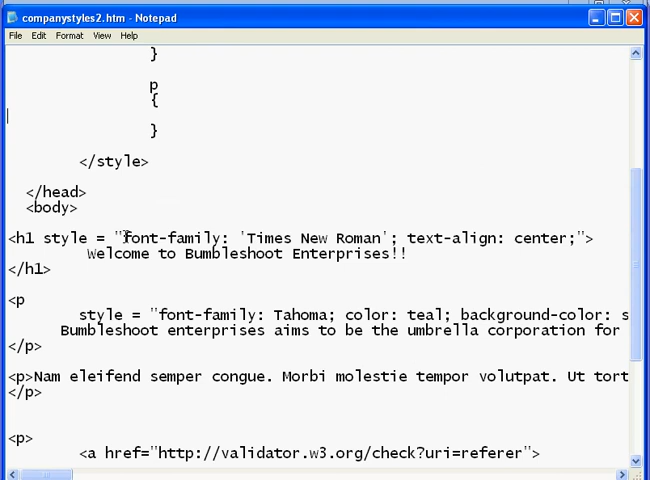 companystyles2.htm - Notepad
File Edit Format View Help
}
p
{
}
</style>
</head>
<body>
<h1 style = "font-family: 'Times New Roman'; text-align: center;">
Welcome to Bumbleshoot Enterprises!!
</h1>
<p
style = "font-family: Tahoma; color: teal; background-color: s
Bumbleshoot enterprises aims to be the umbrella corporation for
</p>
<p>Nam eleifend semper congue. Morbi molestie tempor volutpat. Ut tort
</p>
<p>
<a href="http://validator.w3.org/check?uri=referer">